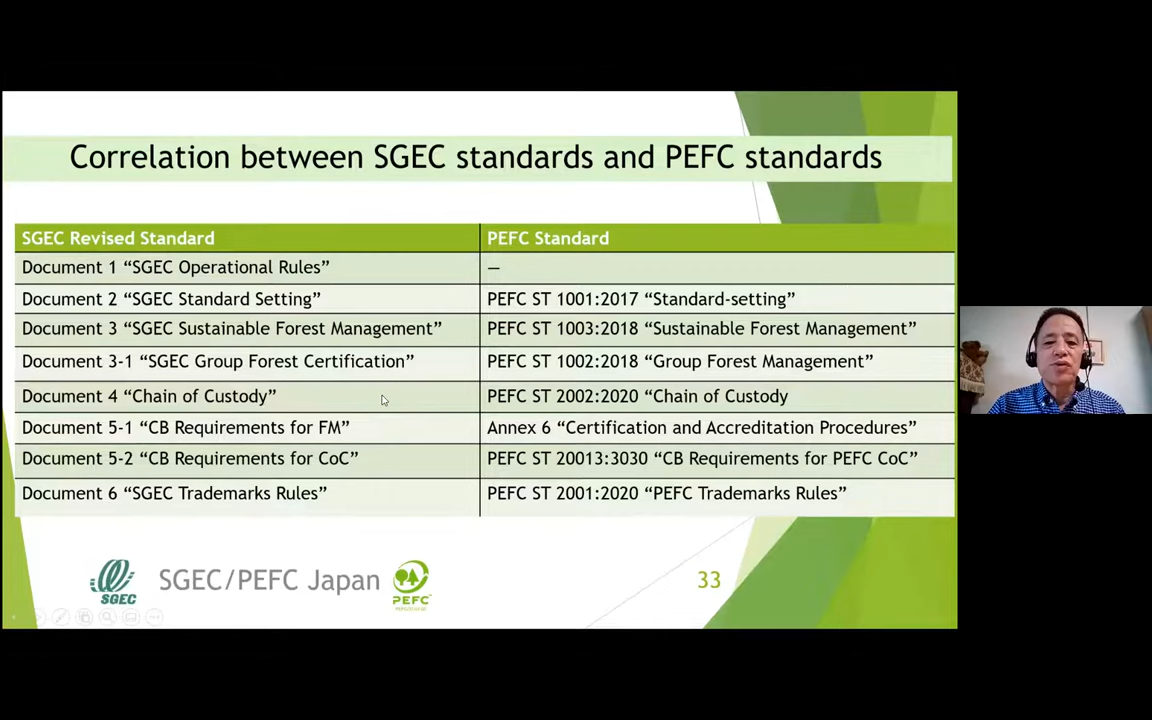 Correlation between SGEC standards and PEFC standards
SGEC Revised Standard PEFC Standard
Document 1 “SGEC Operational Rules” —
Document 2 “SGEC Standard Setting” PEFC ST 1001:2017 “Standard-setting”
Document 3 “SGEC Sustainable Forest Management” PEFC ST 1003:2018 “Sustainable Forest Management”
Document 3-1 “SGEC Group Forest Certification” PEFC ST 1002:2018 “Group Forest Management”
Document 4 “Chain of Custody” PEFC ST 2002:2020 “Chain of Custody
Document 5-1 “CB Requirements for FM” Annex 6 “Certification and Accreditation Procedures”
Document 5-2 “CB Requirements for CoC” PEFC ST 20013:3030 “CB Requirements for PEFC CoC”
Document 6 “SGEC Trademarks Rules” PEFC ST 2001:2020 “PEFC Trademarks Rules”
SGEC
SGEC/PEFC Japan
PEFC
33